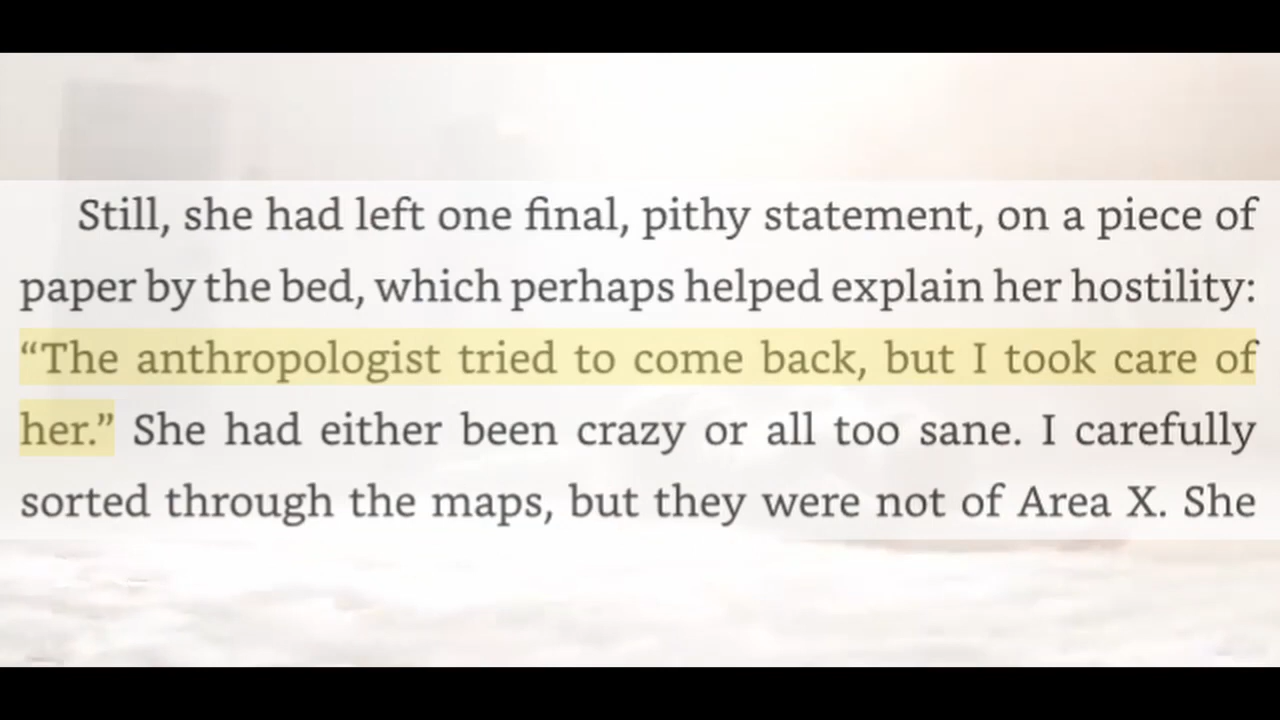 Still, she had left one final, pithy statement, on a piece of
paper by the bed, which perhaps helped explain her hostility:
“The anthropologist tried to come back, but I took care of
her.” She had either been crazy or all too sane. I carefully
sorted through the maps, but they were not of Area X. She